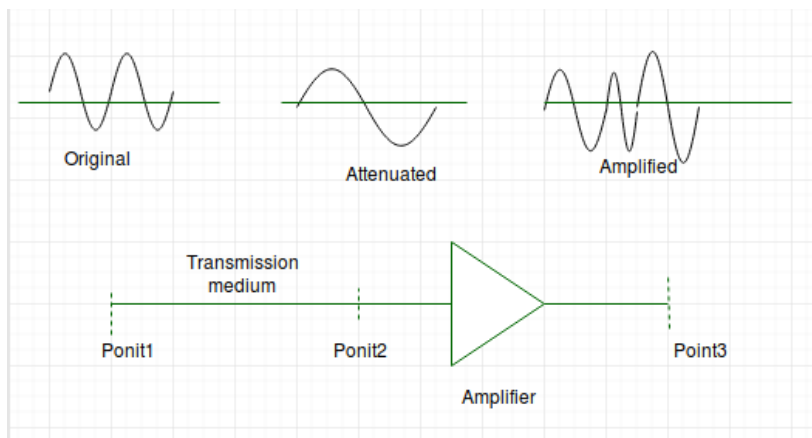 Original
Attenuated
Amplified
Transmission
medium
Ponit1
Ponit2
Point3
Amplifier